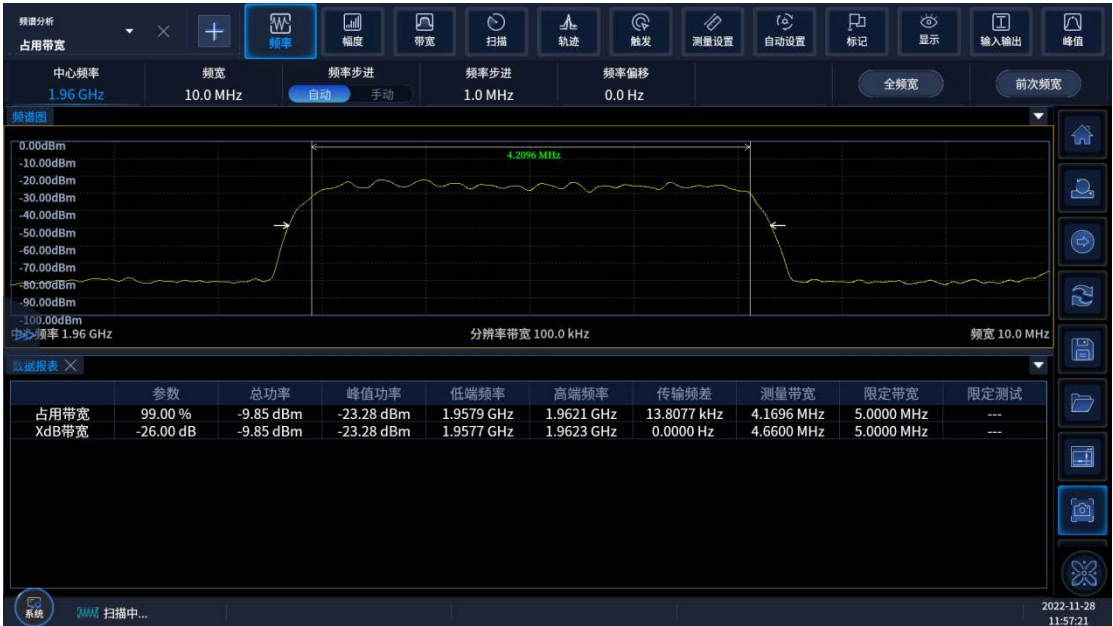 频谱分析
占用带宽
频率
幅度
带宽
扫描
轨迹
触发
测量设置
自动设置
标记
显示
输入输出
峰值
中心频率
1.96 GHz
频宽
10.0 MHz
频率步进
自动 手动
频率步进
1.0 MHz
频率偏移
0.0 Hz
全频宽
前次频宽
频谱图
0.00dBm
-10.00dBm
-20.00dBm
-30.00dBm
-40.00dBm
-50.00dBm
-60.00dBm
-70.00dBm
-80.00dBm
-90.00dBm
-100.00dBm
4.2096 MHz
中心频率 1.96 GHz 分辨率带宽 100.0 kHz 频宽 10.0 MHz
数据报表
参数 总功率 峰值功率 低端频率 高端频率 传输频差 测量带宽 限定带宽 限定测试
占用带宽 99.00 % -9.85 dBm -23.28 dBm 1.9579 GHz 1.9621 GHz 13.8077 kHz 4.1696 MHz 5.0000 MHz ---
XdB带宽 -26.00 dB -9.85 dBm -23.28 dBm 1.9577 GHz 1.9623 GHz 0.0000 Hz 4.6600 MHz 5.0000 MHz ---
系统
扫描中...
2022-11-28
11:57:21